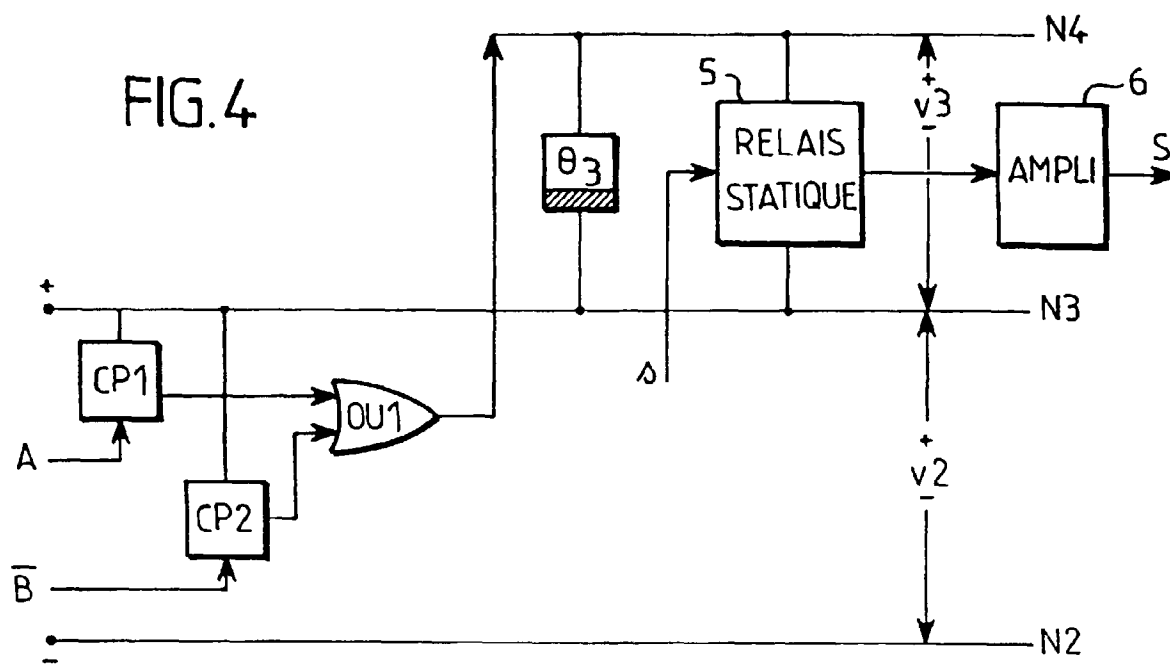 FIG.4
N4
5
6
+
v3
-
RELAIS
STATIQUE
AMPLI
S
θ3
+
N3
s
CP1
OU1
A
+
v2
-
CP2
B̅
N2
-